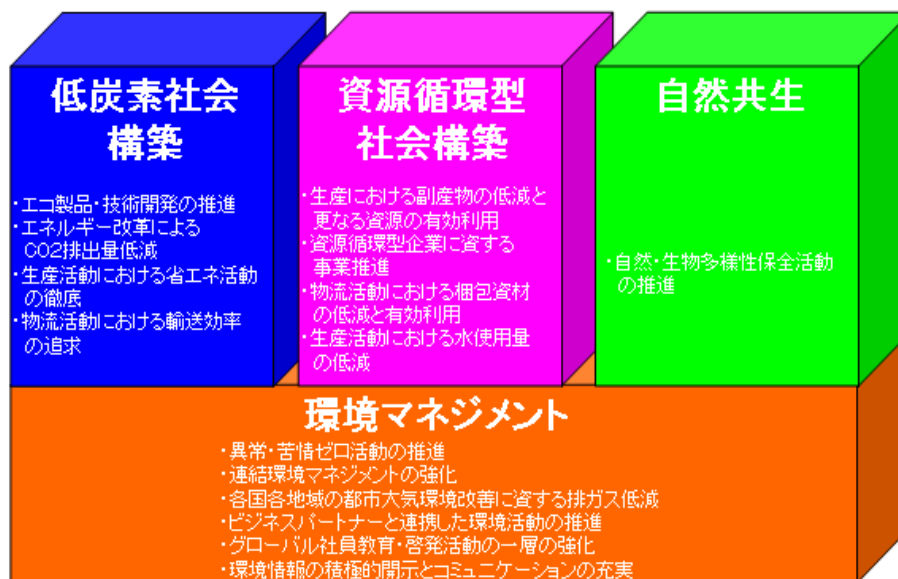 低炭素社会
構築
・エコ製品・技術開発の推進
・エネルギー改革による
CO2排出量低減
・生産活動における省エネ活動
の徹底
・物流活動における輸送効率
の追求
資源循環型
社会構築
・生産における副産物の低減と
更なる資源の有効利用
・資源循環型企業に資する
事業推進
・物流活動における梱包資材
の低減と有効利用
・生産活動における水使用量
の低減
自然共生
・自然・生物多様性保全活動
の推進
環境マネジメント
・異常・苦情ゼロ活動の推進
・連結環境マネジメントの強化
・各国各地域の都市大気環境改善に資する排ガス低減
・ビジネスパートナーと連携した環境活動の推進
・グローバル社員教育・啓発活動の一層の強化
・環境情報の積極的開示とコミュニケーションの充実